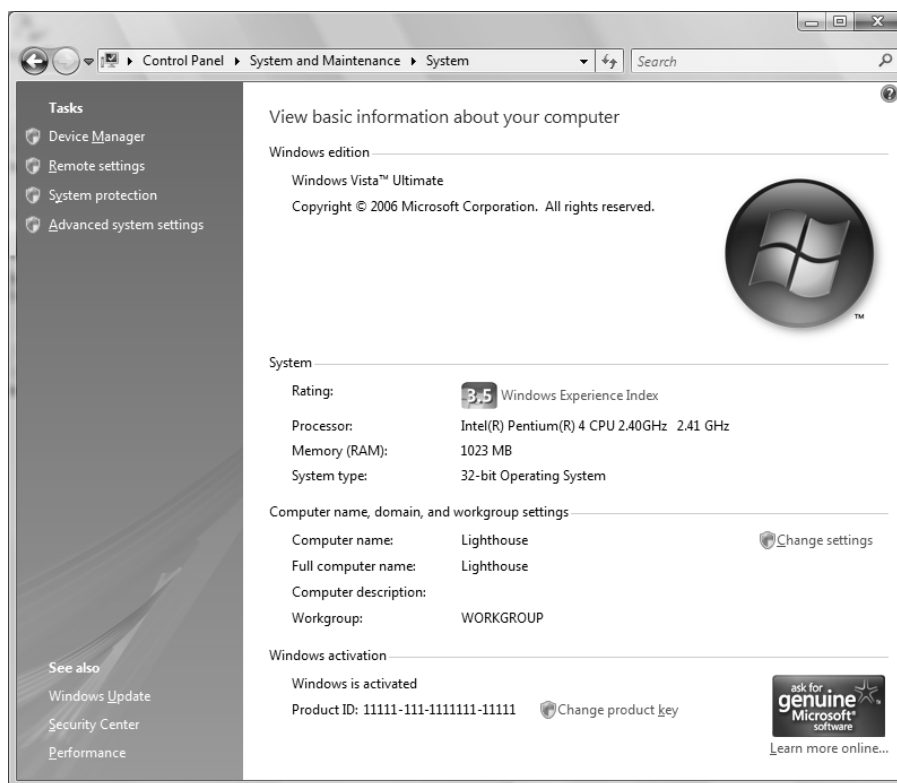 Control Panel ▸ System and Maintenance ▸ System
Search
Tasks
Device Manager
Remote settings
System protection
Advanced system settings
See also
Windows Update
Security Center
Performance
View basic information about your computer
Windows edition
Windows Vista™ Ultimate
Copyright © 2006 Microsoft Corporation. All rights reserved.
TM
System
Rating: 3.5 Windows Experience Index
Processor: Intel(R) Pentium(R) 4 CPU 2.40GHz 2.41 GHz
Memory (RAM): 1023 MB
System type: 32-bit Operating System
Computer name, domain, and workgroup settings
Computer name: Lighthouse Change settings
Full computer name: Lighthouse
Computer description:
Workgroup: WORKGROUP
Windows activation
Windows is activated
Product ID: 11111-111-1111111-11111 Change product key
ask for
genuine
Microsoft®
software
Learn more online...